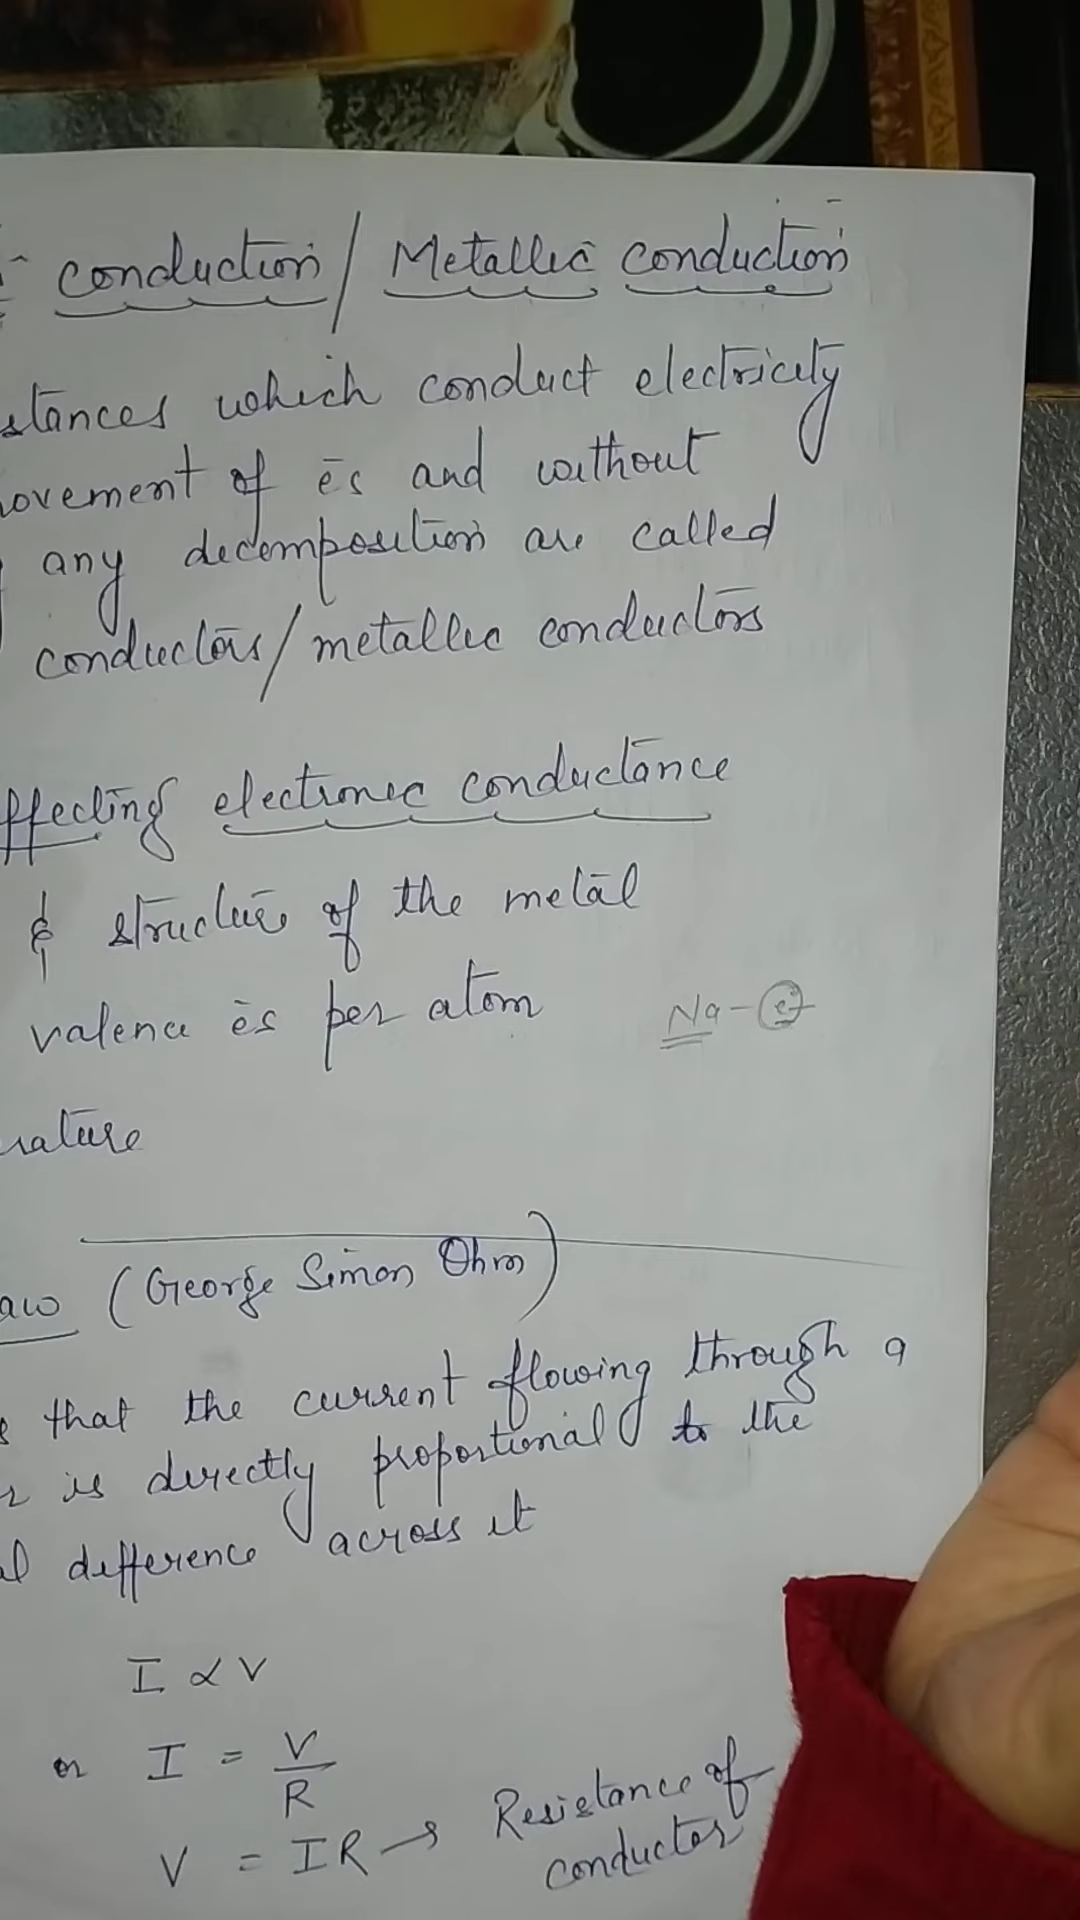 conduction / Metallic conduction
stances which conduct electricity
ovement of ēs and without
any decomposition are called
conductors / metallic conductors
ffecting electronic conductance
& structure of the metal
valence ēs per atom Na-
rature
aw (George Simon Ohm)
that the current flowing through a
r is directly proportional to the
al difference across it
I ∝ V
or I = V/R
V = IR → Resistance of
conductor